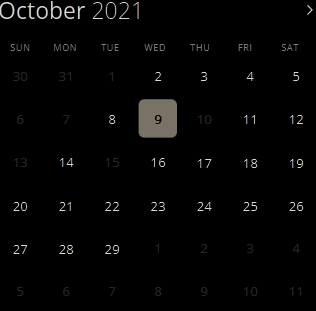 October 2021
SUN MON TUE WED THU FRI SAT
30 31 1 2 3 4 5
6 7 8 9 10 11 12
13 14 15 16 17 18 19
20 21 22 23 24 25 26
27 28 29 1 2 3 4
5 6 7 8 9 10 11